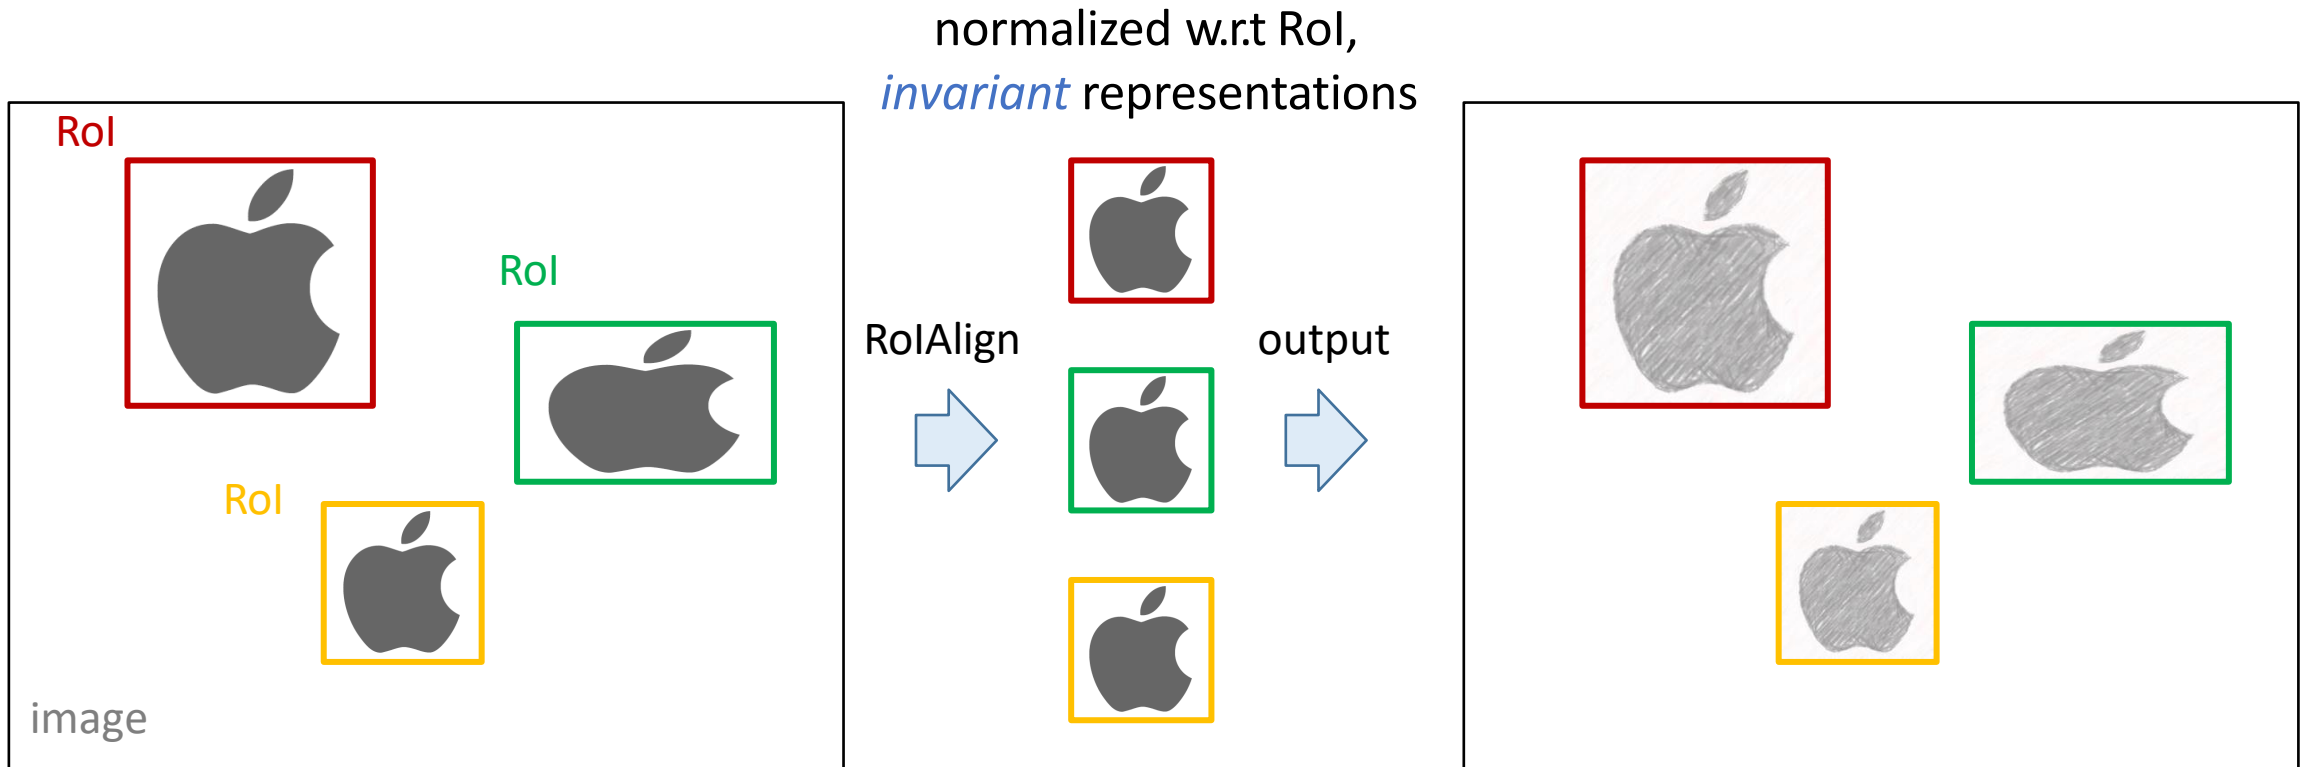 normalized w.r.t RoI,
invariant representations
RoI
RoI
RoI
image
RoIAlign
output